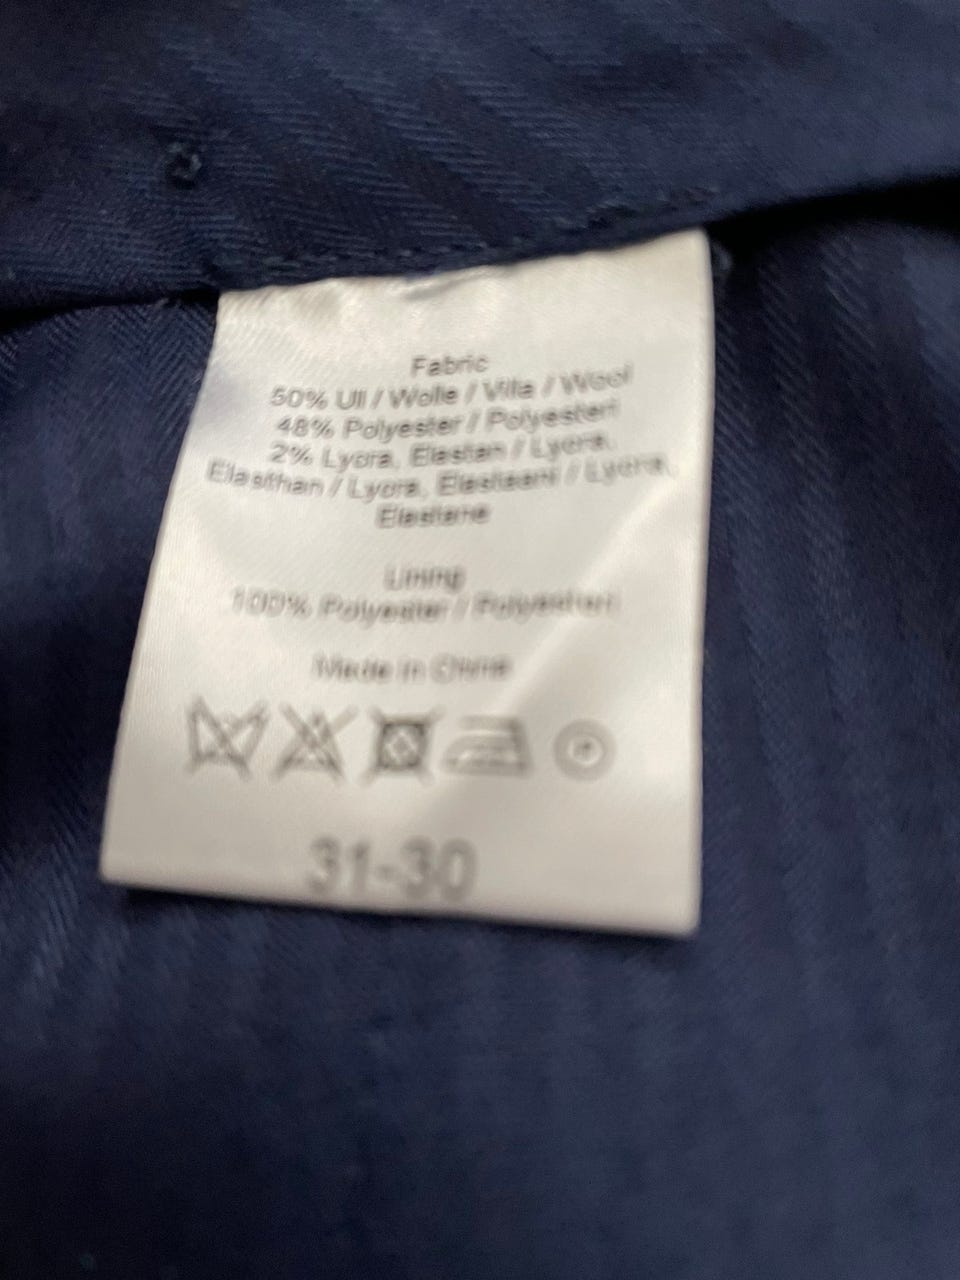 Fabric
50% Ull / Wolle / Villa / Wool
48% Polyester / Polyesteri
2% Lycra, Elastan / Lycra,
Elasthan / Lycra, Elastaani / Lycra,
Elastane
Lining
100% Polyester / Polyesteri
Made in China
P
31-30